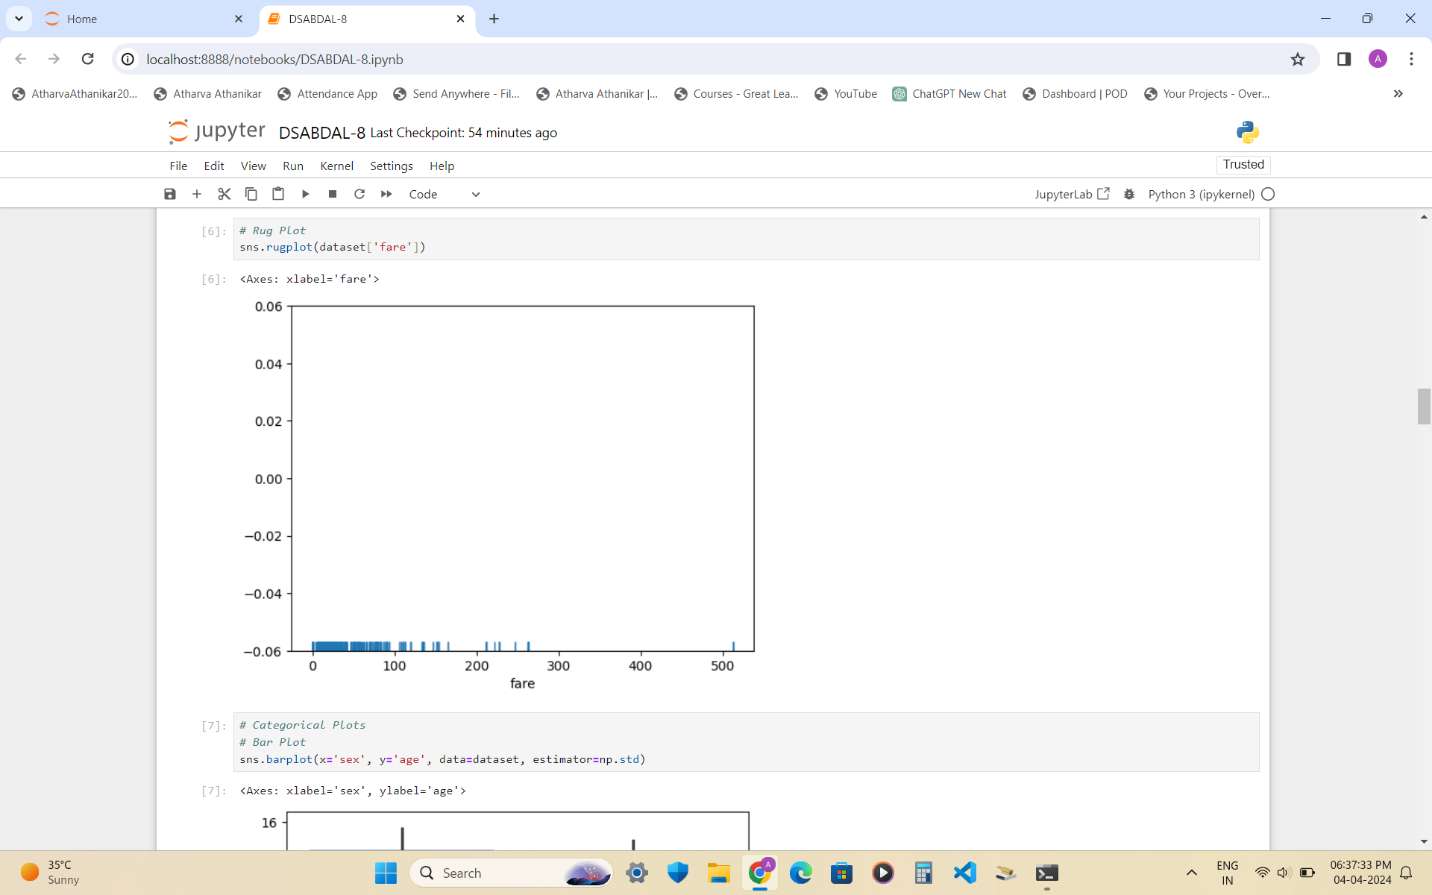 Home
DSABDAL-8
localhost:8888/notebooks/DSABDAL-8.ipynb
A
AtharvaAthanikar20...
Atharva Athanikar
Attendance App
Send Anywhere - Fil...
Atharva Athanikar |...
Courses - Great Lea...
YouTube
ChatGPT New Chat
Dashboard | POD
Your Projects - Over...
jupyter DSABDAL-8 Last Checkpoint: 54 minutes ago
File Edit View Run Kernel Settings Help
Trusted
Code
JupyterLab
Python 3 (ipykernel)
[6]: # Rug Plot
sns.rugplot(dataset['fare'])
[6]: <Axes: xlabel='fare'>
0.06
0.04
0.02
0.00
−0.02
−0.04
−0.06
0 100 200 300 400 500
fare
[7]: # Categorical Plots
# Bar Plot
sns.barplot(x='sex', y='age', data=dataset, estimator=np.std)
[7]: <Axes: xlabel='sex', ylabel='age'>
16
35°C
Sunny
Search
A
ENG
IN
06:37:33 PM
04-04-2024